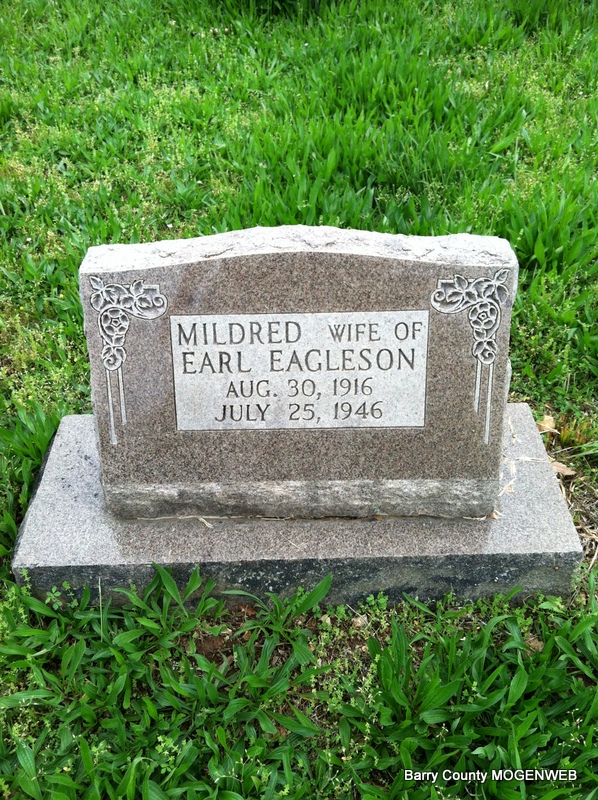 MILDRED WIFE OF
EARL EAGLESON
AUG. 30, 1916
JULY 25, 1946
Barry County MOGENWEB